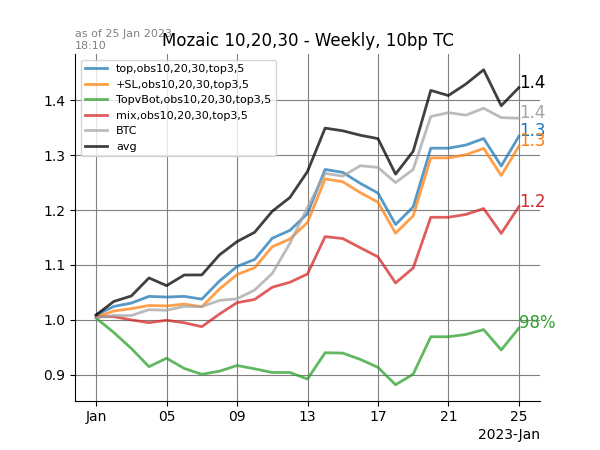 as of 25 Jan 2023
18:10
Mozaic 10,20,30 - Weekly, 10bp TC
top,obs10,20,30,top3,5
+SL,obs10,20,30,top3,5
TopvBot,obs10,20,30,top3,5
mix,obs10,20,30,top3,5
BTC
avg
1.4
1.3
1.2
1.1
1.0
0.9
1.4
1.4
1.3
1.3
1.2
98%
Jan
05
09
13
17
21
25
2023-Jan